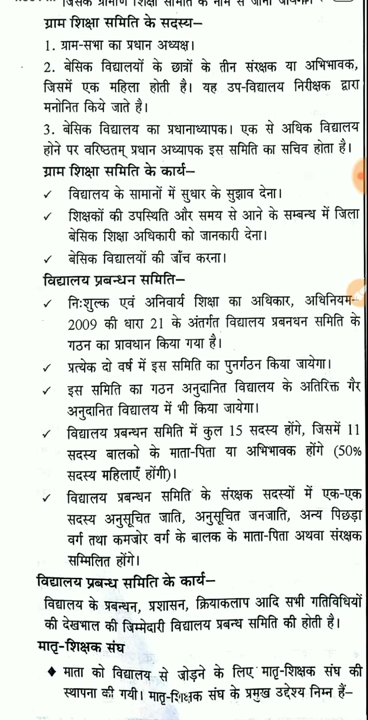 जिसके ग्रामीण शिक्षा समिति के नाम से जाना जायेगा।
ग्राम शिक्षा समिति के सदस्य–
1. ग्राम-सभा का प्रधान अध्यक्ष।
2. बेसिक विद्यालयों के छात्रों के तीन संरक्षक या अभिभावक,
जिसमें एक महिला होती है। यह उप-विद्यालय निरीक्षक द्वारा
मनोनित किये जाते है।
3. बेसिक विद्यालय का प्रधानाध्यापक। एक से अधिक विद्यालय
होने पर वरिष्ठतम् प्रधान अध्यापक इस समिति का सचिव होता है।
ग्राम शिक्षा समिति के कार्य–
✓ विद्यालय के सामानों में सुधार के सुझाव देना।
✓ शिक्षकों की उपस्थिति और समय से आने के सम्बन्ध में जिला
बेसिक शिक्षा अधिकारी को जानकारी देना।
✓ बेसिक विद्यालयों की जाँच करना।
विद्यालय प्रबन्धन समिति–
✓ निःशुल्क एवं अनिवार्य शिक्षा का अधिकार, अधिनियम-
2009 की धारा 21 के अंतर्गत विद्यालय प्रबनधन समिति के
गठन का प्रावधान किया गया है।
✓ प्रत्येक दो वर्ष में इस समिति का पुनर्गठन किया जायेगा।
✓ इस समिति का गठन अनुदानित विद्यालय के अतिरिक्त गैर
अनुदानित विद्यालय में भी किया जायेगा।
✓ विद्यालय प्रबन्धन समिति में कुल 15 सदस्य होंगे, जिसमें 11
सदस्य बालको के माता-पिता या अभिभावक होंगे (50%
सदस्य महिलाएँ होंगी)।
✓ विद्यालय प्रबन्धन समिति के संरक्षक सदस्यों में एक-एक
सदस्य अनुसूचित जाति, अनुसूचित जनजाति, अन्य पिछड़ा
वर्ग तथा कमजोर वर्ग के बालक के माता-पिता अथवा संरक्षक
सम्मिलित होंगे।
विद्यालय प्रबन्ध समिति के कार्य–
विद्यालय के प्रबन्धन, प्रशासन, क्रियाकलाप आदि सभी गतिविधियों
की देखभाल की जिम्मेदारी विद्यालय प्रबन्ध समिति की होती है।
मातृ-शिक्षक संघ
◆ माता को विद्यालय से जोड़ने के लिए मातृ-शिक्षक संघ की
स्थापना की गयी। मातृ-शिक्षक संघ के प्रमुख उद्देश्य निम्न हैं–